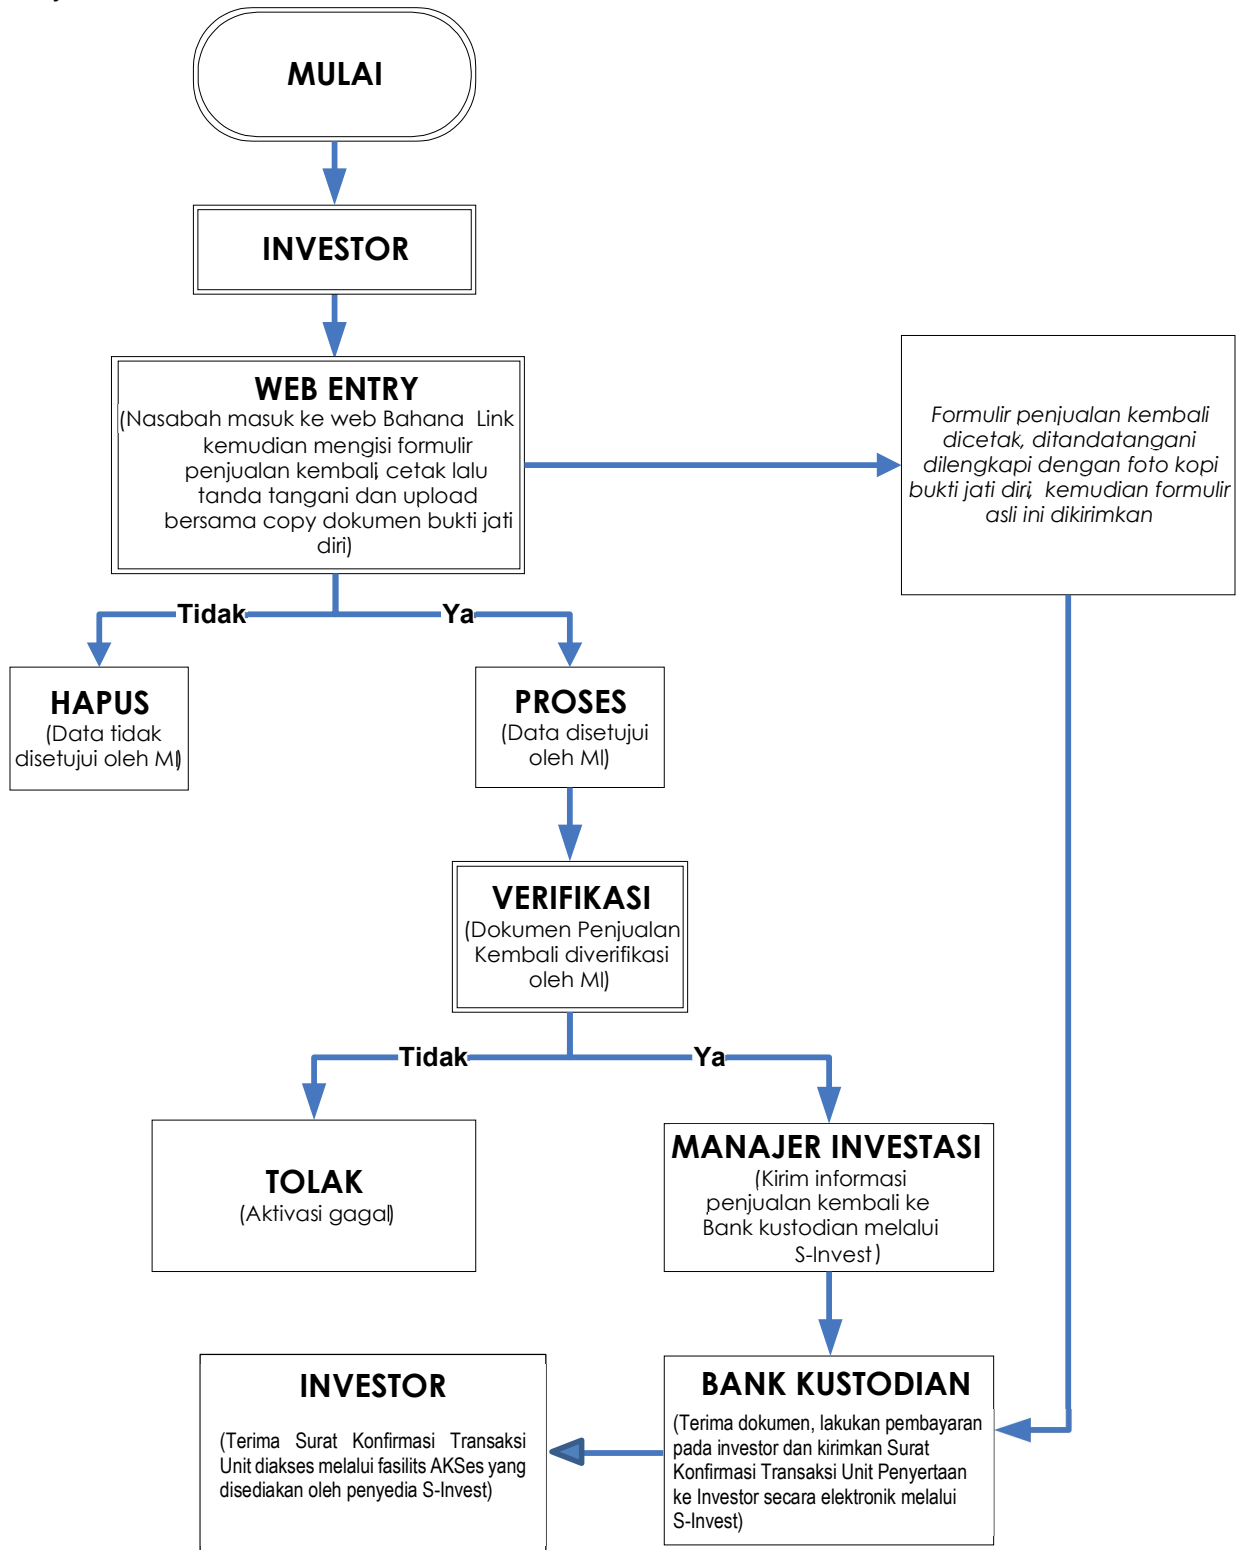 MULAI
INVESTOR
WEB ENTRY
(Nasabah masuk ke web Bahana Link
kemudian mengisi formulir
penjualan kembali, cetak lalu
tanda tangani dan upload
bersama copy dokumen bukti jati
diri)
Formulir penjualan kembali
dicetak, ditandatangani
dilengkapi dengan foto kopi
bukti jati diri, kemudian formulir
asli ini dikirimkan
Tidak
Ya
HAPUS
(Data tidak
disetujui oleh MI)
PROSES
(Data disetujui
oleh MI)
VERIFIKASI
(Dokumen Penjualan
Kembali diverifikasi
oleh MI)
Tidak
Ya
TOLAK
(Aktivasi gagal)
MANAJER INVESTASI
(Kirim informasi
penjualan kembali ke
Bank kustodian melalui
S-Invest)
INVESTOR
(Terima Surat Konfirmasi Transaksi
Unit diakses melalui fasilits AKSes yang
disediakan oleh penyedia S-Invest)
BANK KUSTODIAN
(Terima dokumen, lakukan pembayaran
pada investor dan kirimkan Surat
Konfirmasi Transaksi Unit Penyertaan
ke Investor secara elektronik melalui
S-Invest)